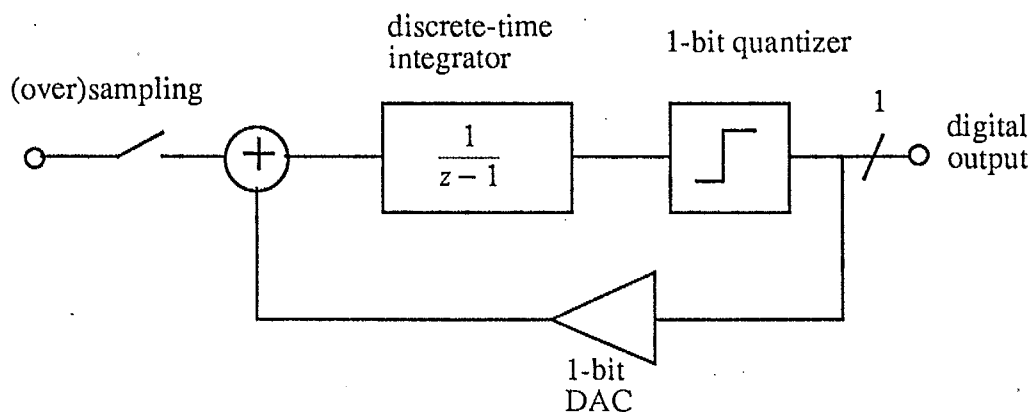 discrete-time
integrator
1-bit quantizer
(over)sampling
1
digital
output
+
1
z − 1
1-bit
DAC